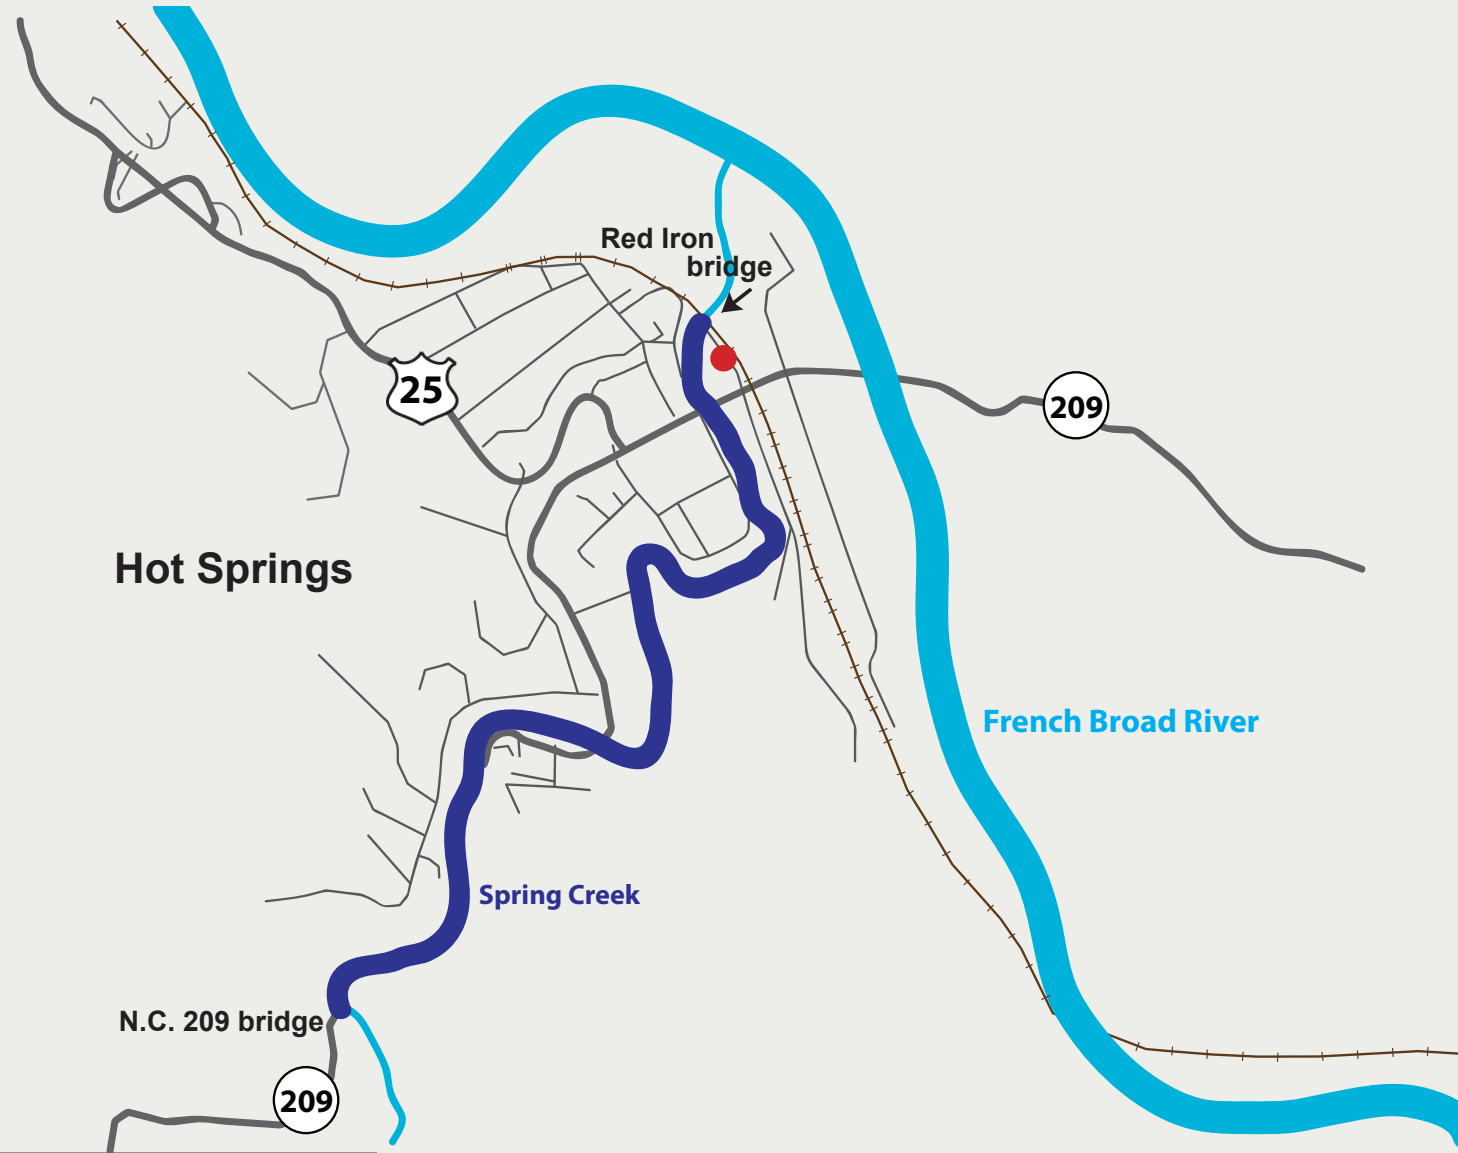 Red Iron
bridge
25
209
Hot Springs
French Broad River
Spring Creek
N.C. 209 bridge
209